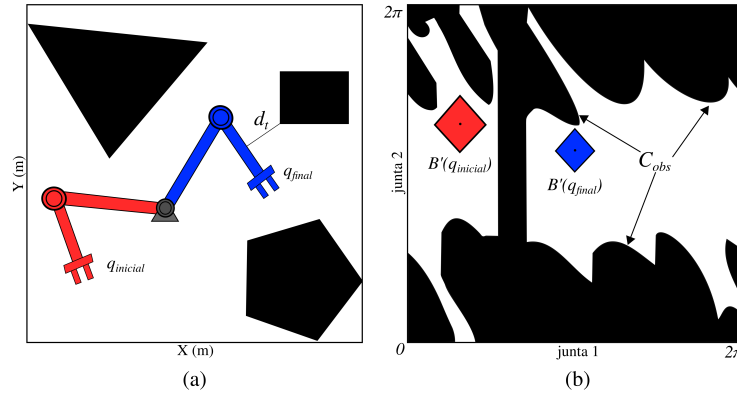 Y (m)
d_t
q_final
q_inicial
X (m)
(a)
2π
junta 2
B'(q_inicial)
B'(q_final)
C_obs
0
junta 1
2π
(b)